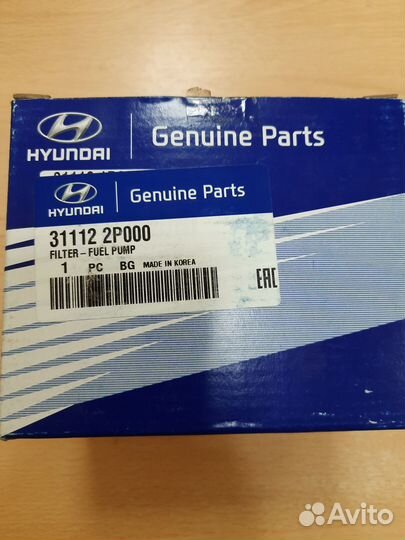 HYUNDAI
Genuine Parts
HYUNDAI
Genuine Parts
31112 2P000
FILTER - FUEL PUMP
1 PC BG MADE IN KOREA
EAC
Avito